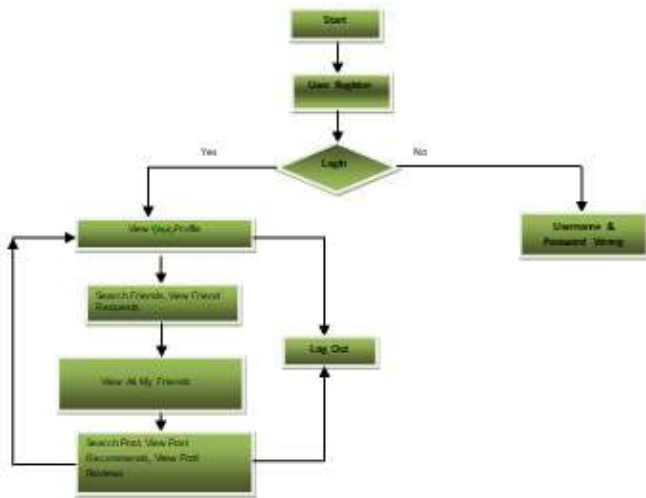 Start
User Register
Yes
Login
No
View User Profile
Username &
Password Wrong
Search Friends, View Friend
Requests
Log Out
View All My Friends
Search Post, View Post
Recommends, View Post
Reviews